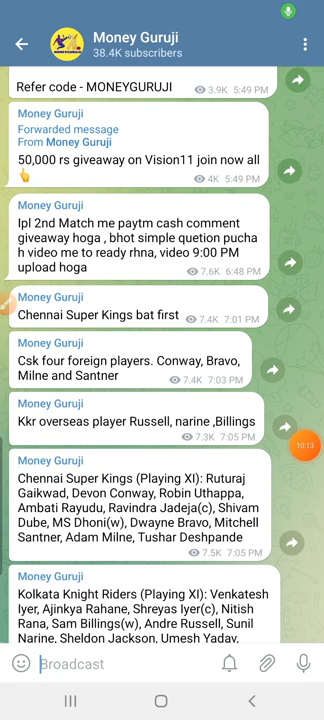 Money Guruji
38.4K subscribers
Refer code - MONEYGURUJI
3.9K 5:49 PM
Money Guruji
Forwarded message
From Money Guruji
50,000 rs giveaway on Vision11 join now all
👆
4K 5:49 PM
Money Guruji
Ipl 2nd Match me paytm cash comment
giveaway hoga , bhot simple quetion pucha
h video me to ready rhna, video 9:00 PM
upload hoga
7.6K 6:48 PM
Money Guruji
Chennai Super Kings bat first
7.4K 7:01 PM
Money Guruji
Csk four foreign players. Conway, Bravo,
Milne and Santner
7.4K 7:03 PM
Money Guruji
Kkr overseas player Russell, narine ,Billings
7.3K 7:05 PM
10:13
Money Guruji
Chennai Super Kings (Playing XI): Ruturaj
Gaikwad, Devon Conway, Robin Uthappa,
Ambati Rayudu, Ravindra Jadeja(c), Shivam
Dube, MS Dhoni(w), Dwayne Bravo, Mitchell
Santner, Adam Milne, Tushar Deshpande
7.5K 7:05 PM
Money Guruji
Kolkata Knight Riders (Playing XI): Venkatesh
Iyer, Ajinkya Rahane, Shreyas Iyer(c), Nitish
Rana, Sam Billings(w), Andre Russell, Sunil
Narine, Sheldon Jackson, Umesh Yadav,
Broadcast